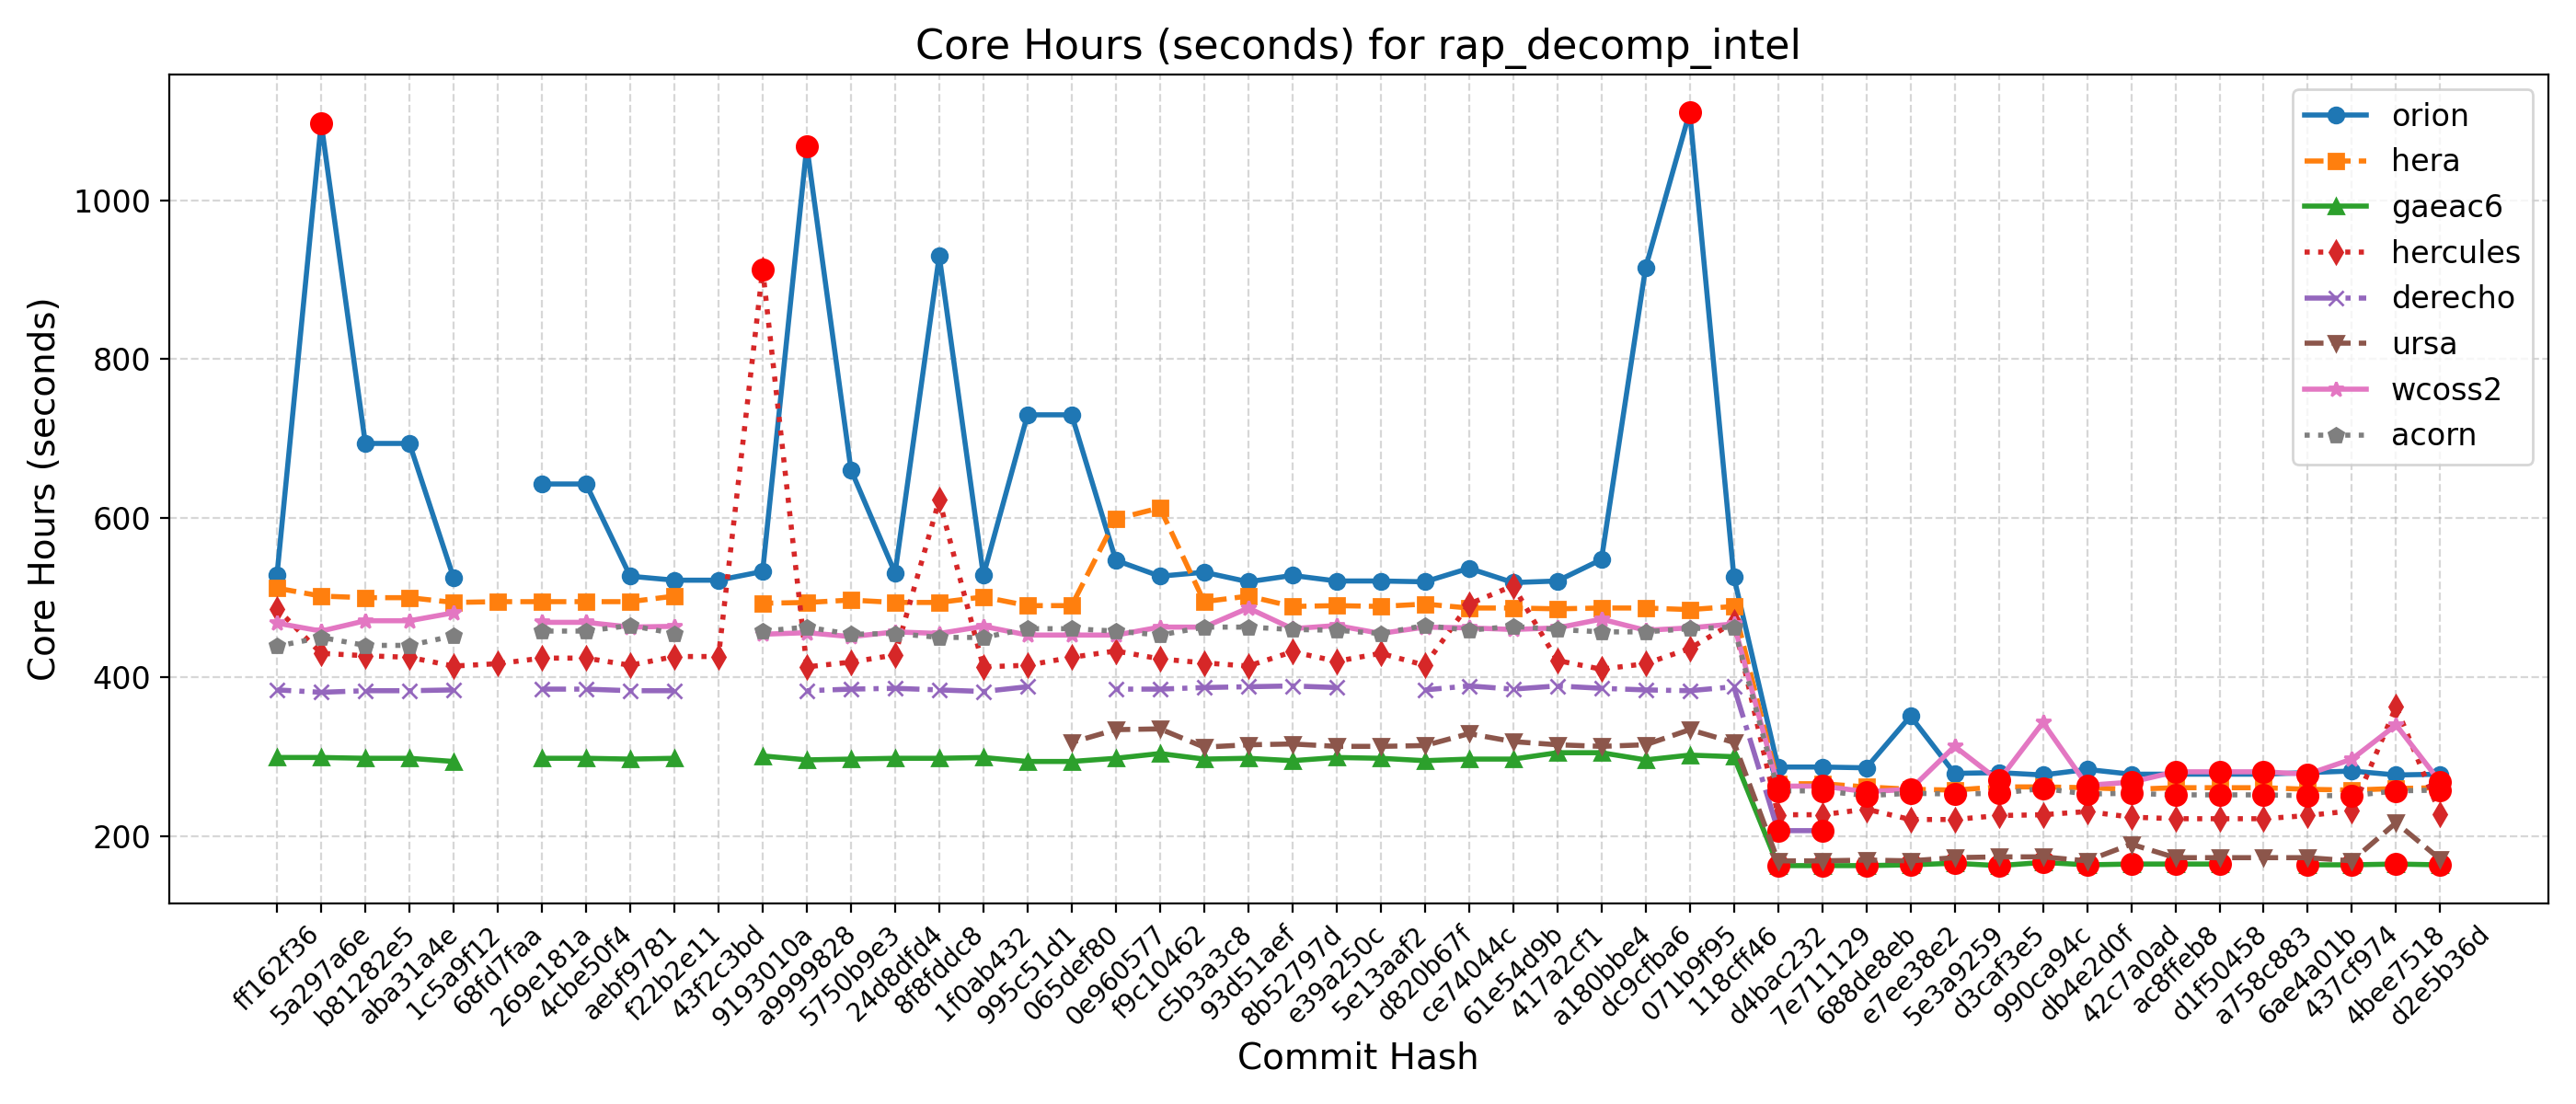 Core Hours (seconds) for rap_decomp_intel
Core Hours (seconds)
1000
800
600
400
200
orion
hera
gaeac6
hercules
derecho
ursa
wcoss2
acorn
ff162f36
5a297a6e
b81282e5
aba31a4e
1c5a9f12
68fd7faa
269e181a
4cbe50f4
aebf9781
f22b2e11
43f2c3bd
9193010a
a9999828
5750b9e3
24d8dfd4
8f8fddc8
1f0ab432
995c51d1
065def80
0e960577
f9c10462
c5b3a3c8
93d51aef
8b52797d
e39a250c
5e13aaf2
d820b67f
ce74044c
61e54d9b
417a2cf1
a180bbe4
dc9cfba6
071b9f95
118cff46
d4bac232
7e711129
688de8eb
e7ee38e2
5e3a9259
d3caf3e5
990ca94c
db4e2d0f
42c7a0ad
ac8ffeb8
d1f50458
a758c883
6ae4a01b
437cf974
4bee7518
d2e5b36d
Commit Hash